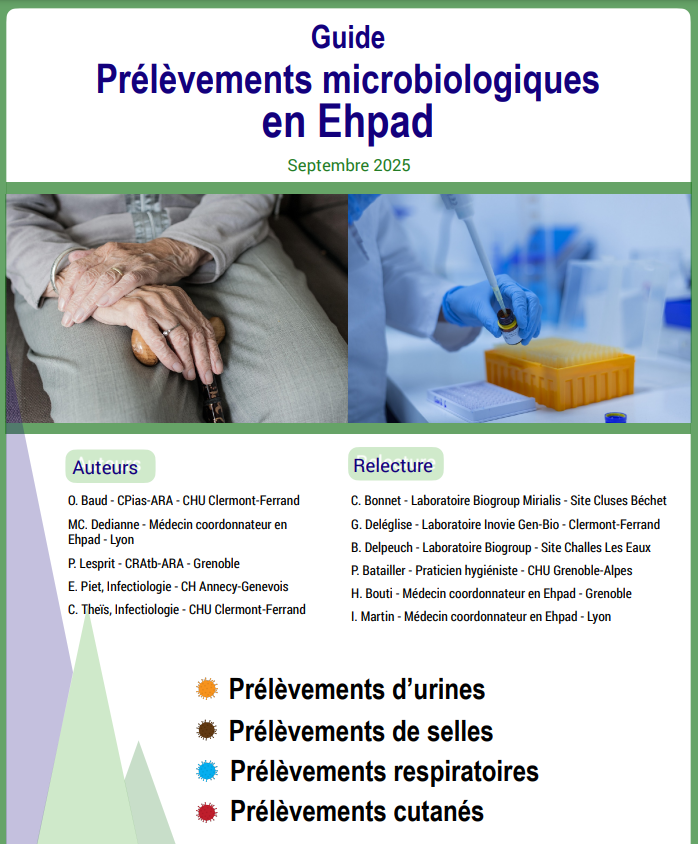 Guide
Prélèvements microbiologiques
en Ehpad
Septembre 2025
Auteurs
O. Baud - CPias-ARA - CHU Clermont-Ferrand
MC. Dedianne - Médecin coordonnateur en
Ehpad - Lyon
P. Lesprit - CRAtb-ARA - Grenoble
E. Piet, Infectiologie - CH Annecy-Genevois
C. Theïs, Infectiologie - CHU Clermont-Ferrand
Relecture
C. Bonnet - Laboratoire Biogroup Mirialis - Site Cluses Béchet
G. Deléglise - Laboratoire Inovie Gen-Bio - Clermont-Ferrand
B. Delpeuch - Laboratoire Biogroup - Site Challes Les Eaux
P. Batailler - Praticien hygiéniste - CHU Grenoble-Alpes
H. Bouti - Médecin coordonnateur en Ehpad - Grenoble
I. Martin - Médecin coordonnateur en Ehpad - Lyon
Prélèvements d’urines
Prélèvements de selles
Prélèvements respiratoires
Prélèvements cutanés